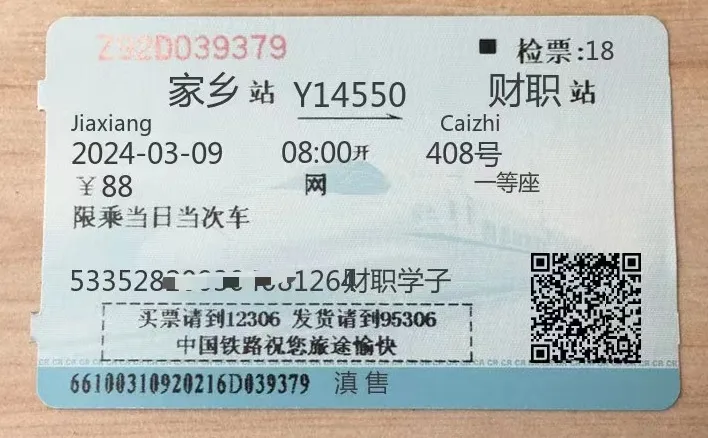 Z92D039379
检票:18
家乡站 Y14550 财职站
Jiaxiang Caizhi
2024-03-09 08:00开 408号
￥88 网 一等座
限乘当日当次车
财职学子
买票请到12306 发货请到95306
中国铁路祝您旅途愉快
66100310920216D039379 滇售